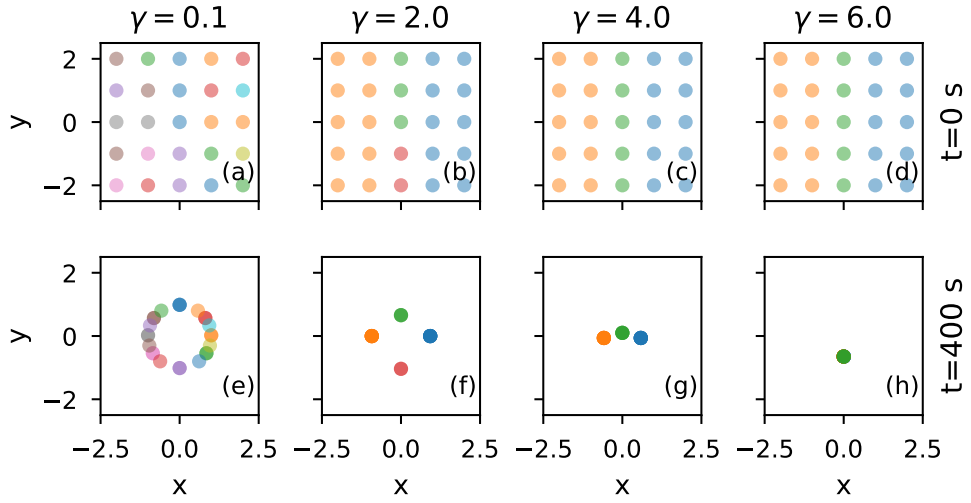 γ = 0.1 γ = 2.0 γ = 4.0 γ = 6.0
2
0
−2
y
(a) (b) (c) (d)
t=0 s
2
0
−2
y
(e) (f) (g) (h)
t=400 s
−2.5 0.0 2.5 −2.5 0.0 2.5 −2.5 0.0 2.5 −2.5 0.0 2.5
x x x x